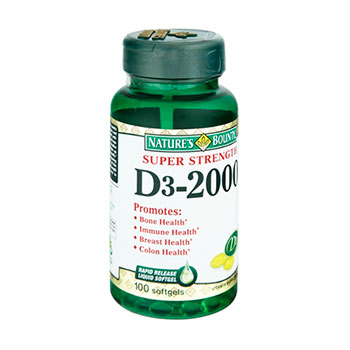 NATURE'S BOUNTY
SUPER STRENGTH
D3-2000
Promotes:
• Bone Health*
• Immune Health*
• Breast Health*
• Colon Health*
RAPID RELEASE
LIQUID SOFTGEL
100 softgels